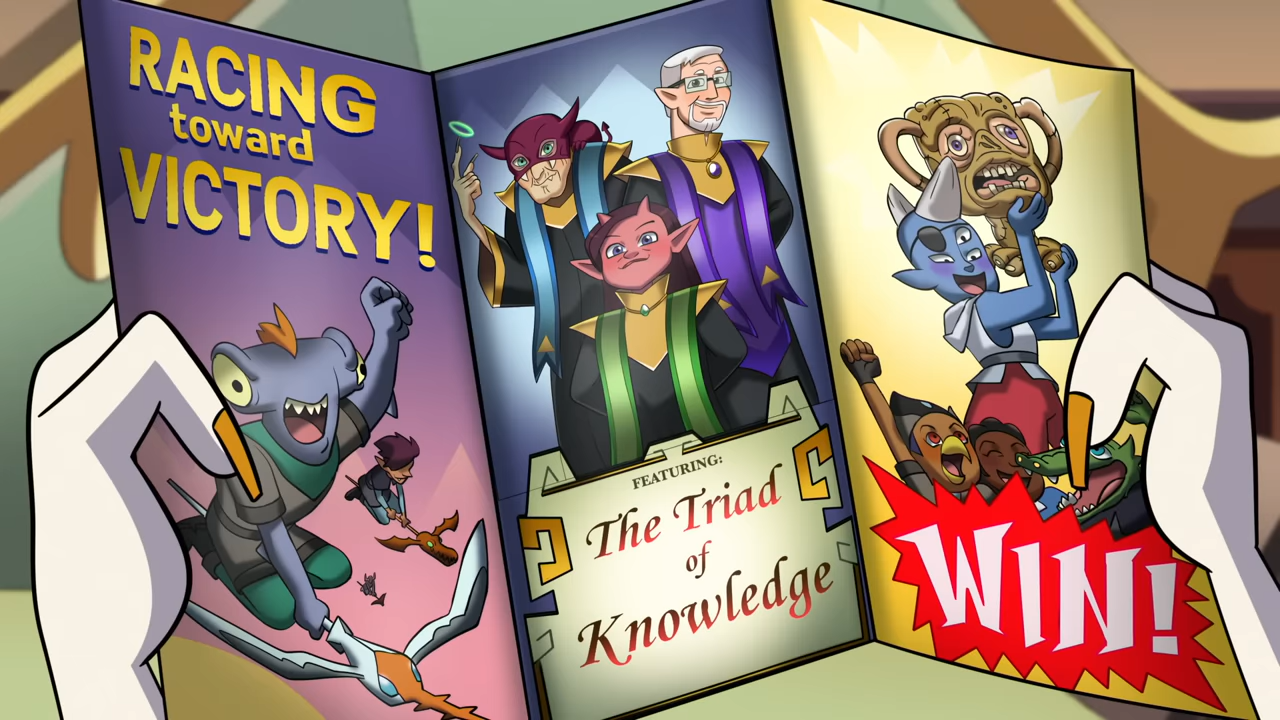 RACING
toward
VICTORY!
FEATURING:
The Triad
of
Knowledge
WIN!